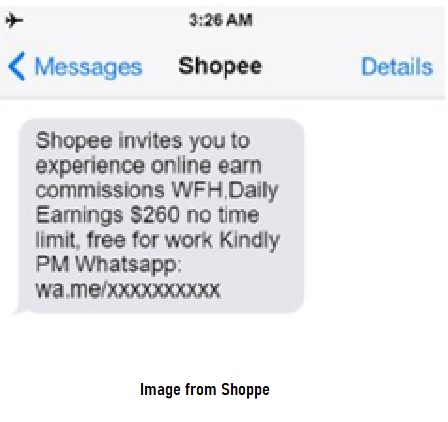 3:26 AM
Messages Shopee Details
Shopee invites you to
experience online earn
commissions WFH,Daily
Earnings $260 no time
limit, free for work Kindly
PM Whatsapp:
wa.me/xxxxxxxxxx
Image from Shoppe